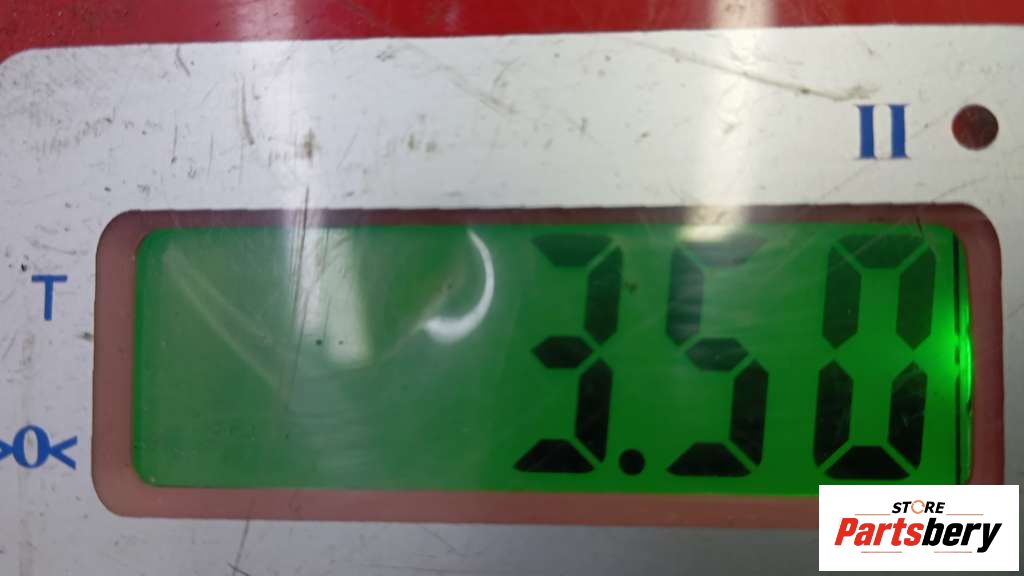 II
T
3.50
>0<
STORE
Partsbery